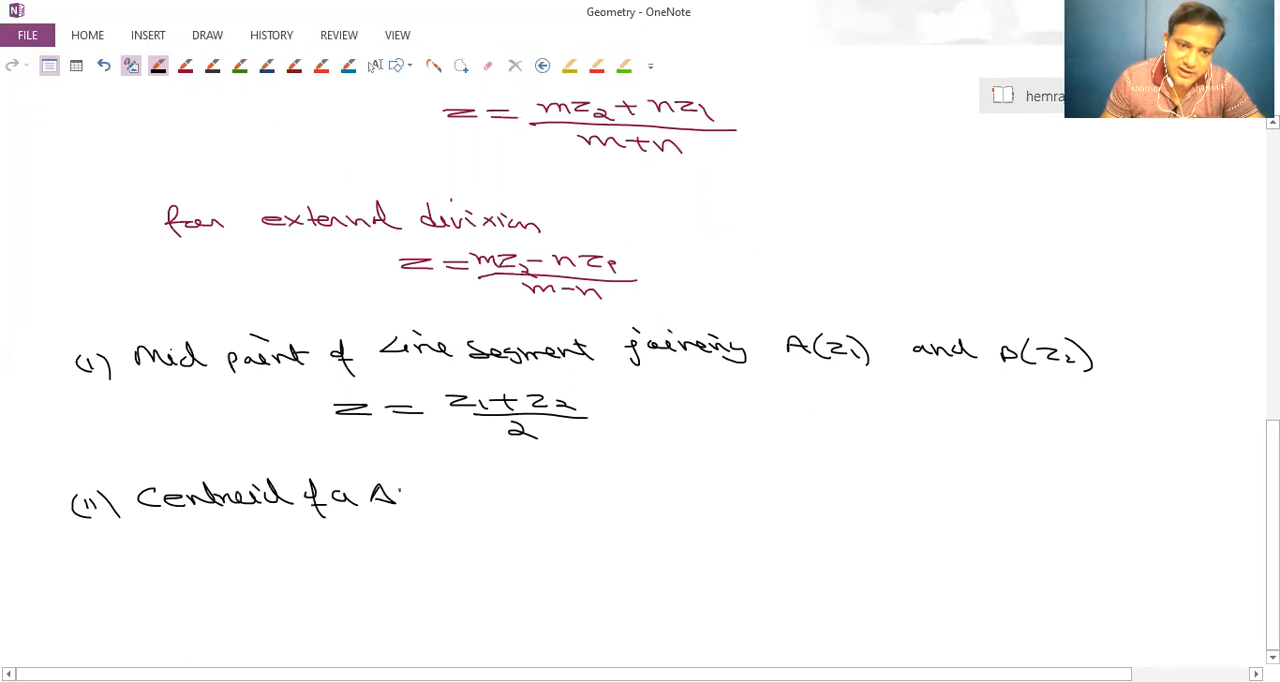 Geometry - OneNote
FILE HOME INSERT DRAW HISTORY REVIEW VIEW
hemra
z = mz₂ + nz₁ / m+n
for external division
z = mz₂ - nz₁ / m-n
(i) Mid point of Line segment joining A(z₁) and B(z₂)
z = z₁ + z₂ / 2
(ii) Centroid of a Δ